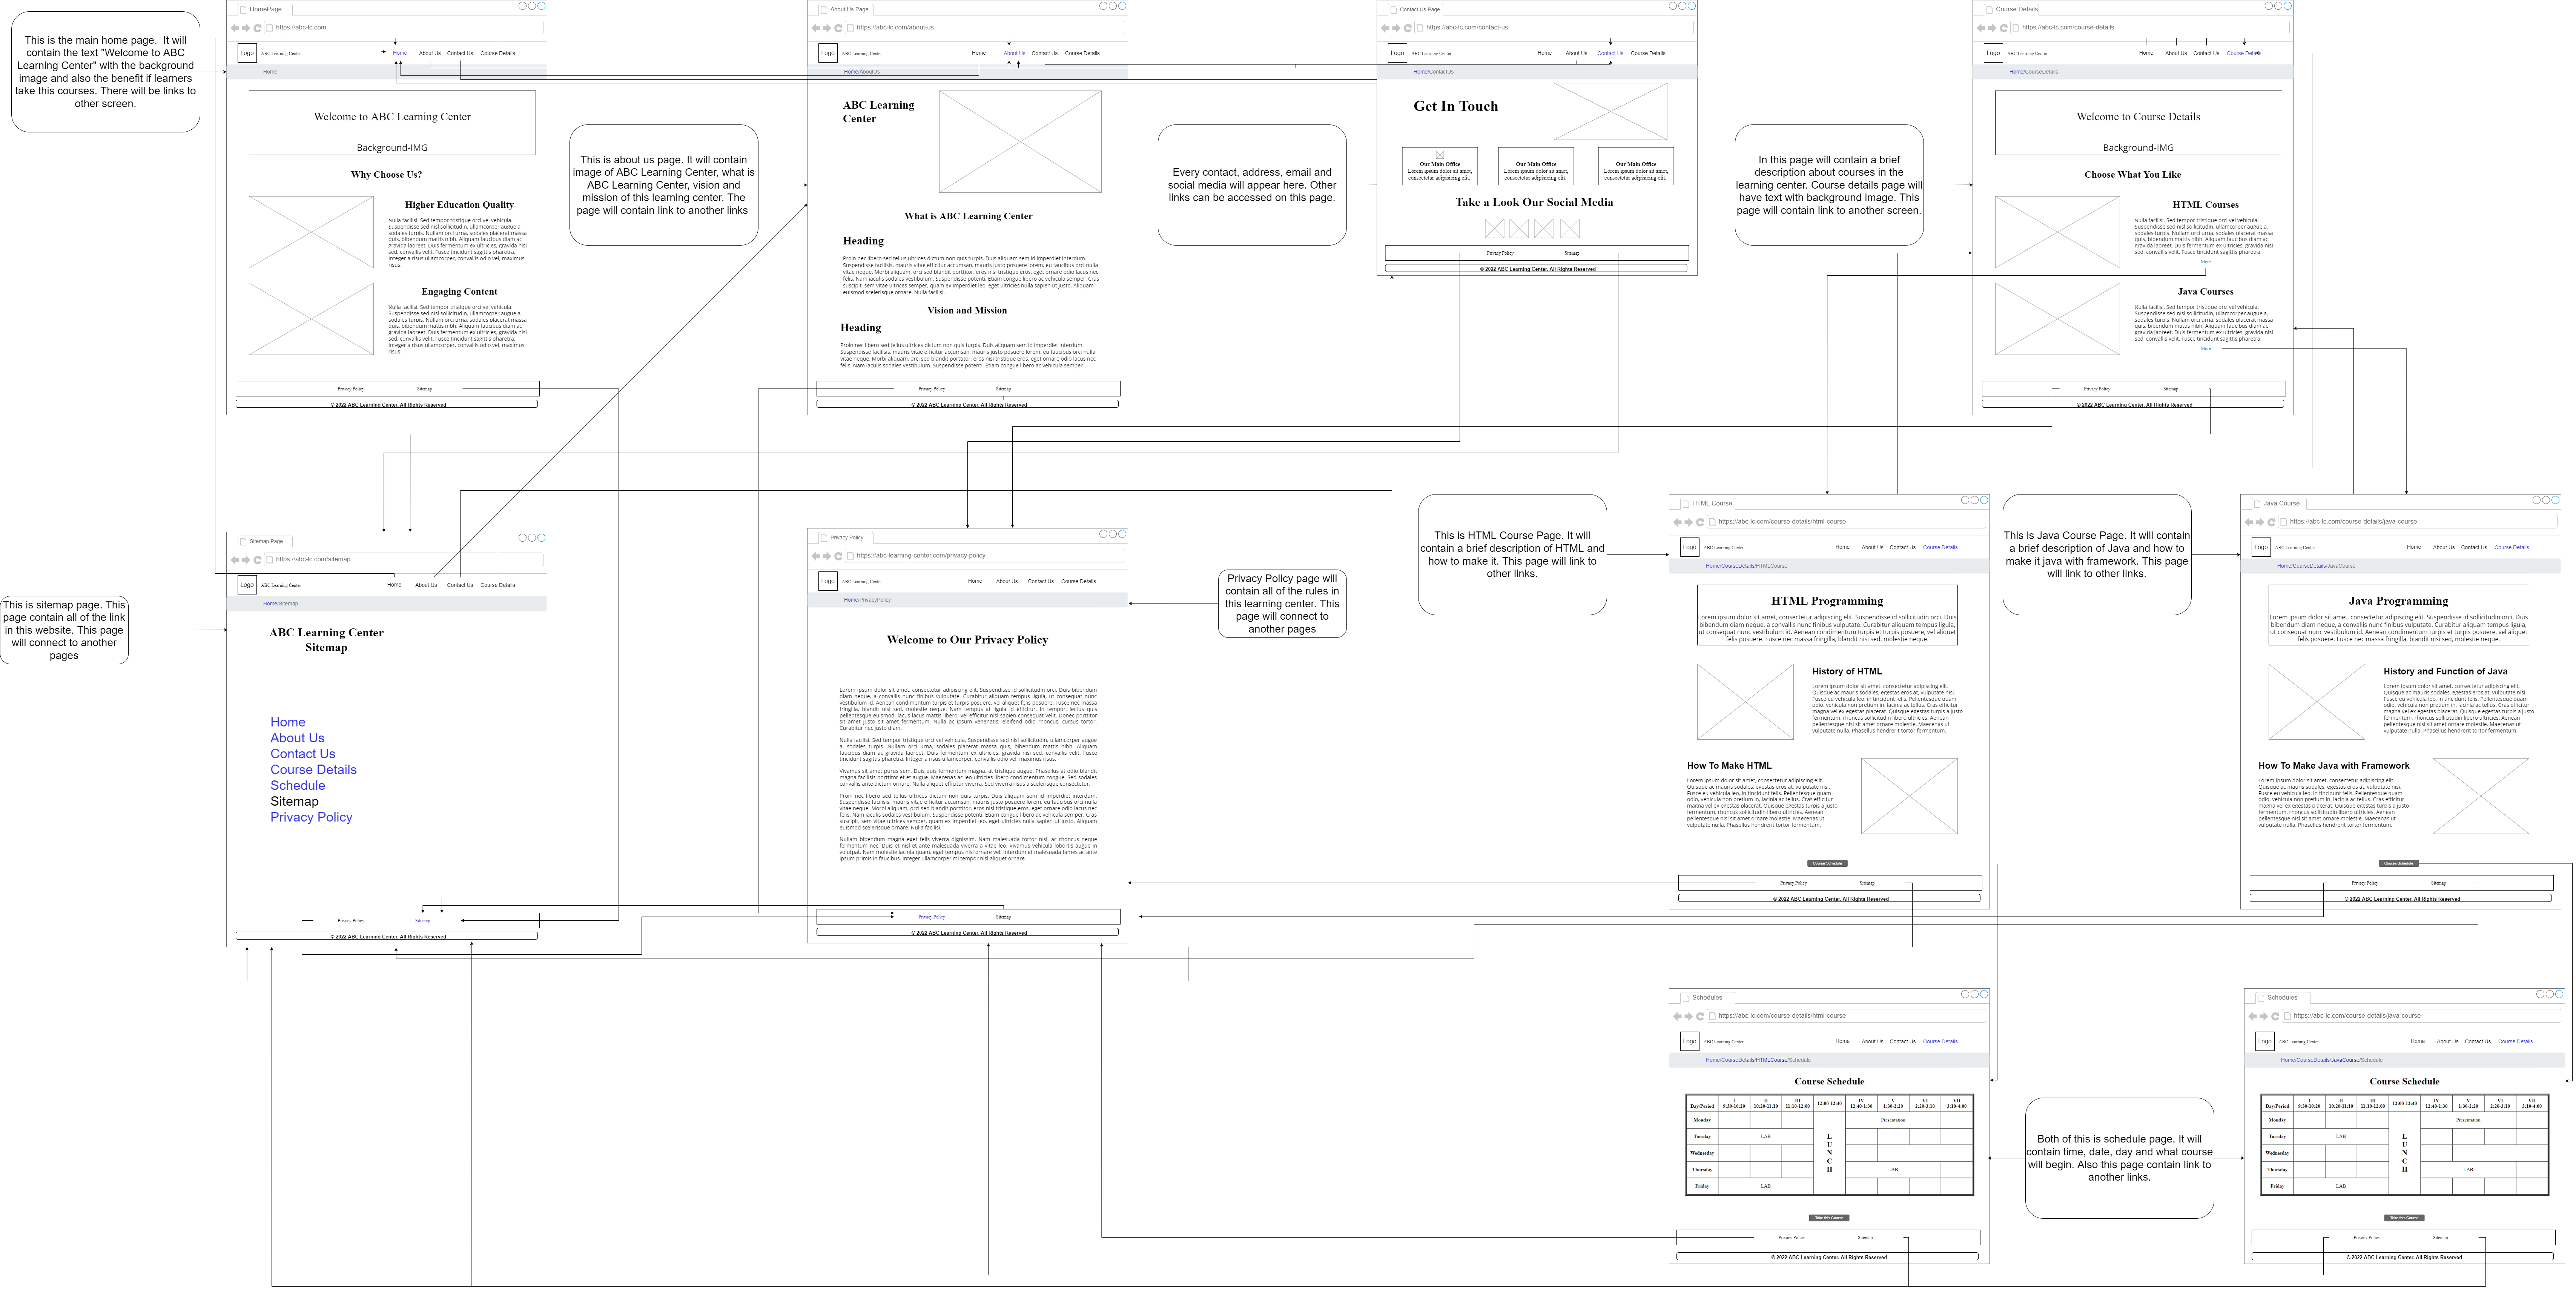 This is the main home page. It will
contain the text "Welcome to ABC
Learning Center" with the background
image and also the benefit if learners
take this courses. There will be links to
other screen.
HomePage
https://abc-lc.com
Logo
ABC Learning Center
Home
About Us
Contact Us
Course Details
Home
Welcome to ABC Learning Center
Background-IMG
Why Choose Us?
Higher Education Quality
Nulla facilisi. Sed tempor tristique orci vel vehicula.
Suspendisse sed nisl sollicitudin, ullamcorper augue a,
sodales turpis. Nullam orci urna, sodales placerat massa
quis, bibendum mattis nibh. Aliquam faucibus diam ac
gravida laoreet. Duis fermentum ex ultricies, gravida nisi
sed, convallis velit. Fusce tincidunt sagittis pharetra.
Integer a risus ullamcorper, convallis odio vel, maximus
risus.
Engaging Content
Nulla facilisi. Sed tempor tristique orci vel vehicula.
Suspendisse sed nisl sollicitudin, ullamcorper augue a,
sodales turpis. Nullam orci urna, sodales placerat massa
quis, bibendum mattis nibh. Aliquam faucibus diam ac
gravida laoreet. Duis fermentum ex ultricies, gravida nisi
sed, convallis velit. Fusce tincidunt sagittis pharetra.
Integer a risus ullamcorper, convallis odio vel, maximus
risus.
Privacy Policy
Sitemap
© 2022 ABC Learning Center. All Rights Reserved
This is about us page. It will contain
image of ABC Learning Center, what is
ABC Learning Center, vision and
mission of this learning center. The
page will contain link to another links
About Us Page
https://abc-lc.com/about-us
Logo
ABC Learning Center
Home
About Us
Contact Us
Course Details
Home/AboutUs
ABC Learning
Center
What is ABC Learning Center
Heading
Proin nec libero sed tellus ultrices dictum non quis turpis. Duis aliquam sem id imperdiet interdum.
Suspendisse facilisis, mauris vitae efficitur accumsan, mauris justo posuere lorem, eu faucibus orci nulla
vitae neque. Morbi aliquam, orci sed blandit porttitor, eros nisi tristique eros, eget ornare odio lacus nec
felis. Nam iaculis sodales vestibulum. Suspendisse potenti. Etiam congue libero ac vehicula semper. Cras
suscipit, sem vitae ultrices semper, quam ex imperdiet leo, eget ultricies nulla sapien ut justo. Aliquam
euismod scelerisque ornare. Nulla facilisi.
Vision and Mission
Heading
Proin nec libero sed tellus ultrices dictum non quis turpis. Duis aliquam sem id imperdiet interdum.
Suspendisse facilisis, mauris vitae efficitur accumsan, mauris justo posuere lorem, eu faucibus orci nulla
vitae neque. Morbi aliquam, orci sed blandit porttitor, eros nisi tristique eros, eget ornare odio lacus nec
felis. Nam iaculis sodales vestibulum. Suspendisse potenti. Etiam congue libero ac vehicula semper.
Privacy Policy
Sitemap
© 2022 ABC Learning Center. All Rights Reserved
Every contact, address, email and
social media will appear here. Other
links can be accessed on this page.
Contact Us Page
https://abc-lc.com/contact-us
Logo
ABC Learning Center
Home
About Us
Contact Us
Course Details
Home/ContactUs
Get In Touch
Our Main Office
Lorem ipsum dolor sit amet,
consectetur adipisicing elit,
Our Main Office
Lorem ipsum dolor sit amet,
consectetur adipisicing elit,
Our Main Office
Lorem ipsum dolor sit amet,
consectetur adipisicing elit,
Take a Look Our Social Media
Privacy Policy
Sitemap
© 2022 ABC Learning Center. All Rights Reserved
In this page will contain a brief
description about courses in the
learning center. Course details page will
have text with background image. This
page will contain link to another screen.
Course Details
https://abc-lc.com/course-details
Logo
ABC Learning Center
Home
About Us
Contact Us
Course Details
Home/CourseDetails
Welcome to Course Details
Background-IMG
Choose What You Like
HTML Courses
Nulla facilisi. Sed tempor tristique orci vel vehicula.
Suspendisse sed nisl sollicitudin, ullamcorper augue a,
sodales turpis. Nullam orci urna, sodales placerat massa
quis, bibendum mattis nibh. Aliquam faucibus diam ac
gravida laoreet. Duis fermentum ex ultricies, gravida nisi
sed, convallis velit. Fusce tincidunt sagittis pharetra.
More
Java Courses
Nulla facilisi. Sed tempor tristique orci vel vehicula.
Suspendisse sed nisl sollicitudin, ullamcorper augue a,
sodales turpis. Nullam orci urna, sodales placerat massa
quis, bibendum mattis nibh. Aliquam faucibus diam ac
gravida laoreet. Duis fermentum ex ultricies, gravida nisi
sed, convallis velit. Fusce tincidunt sagittis pharetra.
More
Privacy Policy
Sitemap
© 2022 ABC Learning Center. All Rights Reserved
This is sitemap page. This
page contain all of the link
in this website. This page
will connect to another
pages
Sitemap Page
https://abc-lc.com/sitemap
Logo
ABC Learning Center
Home
About Us
Contact Us
Course Details
Home/Sitemap
ABC Learning Center
Sitemap
Home
About Us
Contact Us
Course Details
Schedule
Sitemap
Privacy Policy
Privacy Policy
Sitemap
© 2022 ABC Learning Center. All Rights Reserved
Privacy Policy
https://abc-learning-center.com/privacy-policy
Logo
ABC Learning Center
Home
About Us
Contact Us
Course Details
Home/PrivacyPolicy
Welcome to Our Privacy Policy
Lorem ipsum dolor sit amet, consectetur adipiscing elit. Suspendisse id sollicitudin orci. Duis bibendum
diam neque, a convallis nunc finibus vulputate. Curabitur aliquam tempus ligula, ut consequat nunc
vestibulum id. Aenean condimentum turpis et turpis posuere, vel aliquet felis posuere. Fusce nec massa
fringilla, blandit nisi sed, molestie neque. Nam tempus at ligula id efficitur. In tempor, lectus quis
pellentesque euismod, lacus lacus mattis libero, vel efficitur nisl sapien consequat velit. Donec porttitor
sit amet justo sit amet fermentum. Nulla ac ipsum venenatis, eleifend odio rhoncus, cursus tortor.
Curabitur nec justo diam.
Nulla facilisi. Sed tempor tristique orci vel vehicula. Suspendisse sed nisl sollicitudin, ullamcorper augue
a, sodales turpis. Nullam orci urna, sodales placerat massa quis, bibendum mattis nibh. Aliquam
faucibus diam ac gravida laoreet. Duis fermentum ex ultricies, gravida nisi sed, convallis velit. Fusce
tincidunt sagittis pharetra. Integer a risus ullamcorper, convallis odio vel, maximus risus.
Vivamus sit amet purus sem. Duis quis fermentum magna, at tristique augue. Phasellus at odio blandit
magna facilisis porttitor et et augue. Maecenas ac leo ultricies libero condimentum congue. Sed sodales
convallis ante dictum ornare. Nulla aliquet efficitur viverra. Sed viverra risus a scelerisque consectetur.
Proin nec libero sed tellus ultrices dictum non quis turpis. Duis aliquam sem id imperdiet interdum.
Suspendisse facilisis, mauris vitae efficitur accumsan, mauris justo posuere lorem, eu faucibus orci nulla
vitae neque. Morbi aliquam, orci sed blandit porttitor, eros nisi tristique eros, eget ornare odio lacus nec
felis. Nam iaculis sodales vestibulum. Suspendisse potenti. Etiam congue libero ac vehicula semper. Cras
suscipit, sem vitae ultrices semper, quam ex imperdiet leo, eget ultricies nulla sapien ut justo. Aliquam
euismod scelerisque ornare. Nulla facilisi.
Nullam bibendum magna eget felis viverra dignissim. Nam malesuada tortor nisl, ac rhoncus neque
fermentum nec. Duis et nisl et ante malesuada viverra a vitae leo. Vivamus vehicula lobortis augue in
volutpat. Nam molestie lacinia quam, eget tempus nisi ornare vel. Interdum et malesuada fames ac ante
ipsum primis in faucibus. Integer ullamcorper mi tempor nisl aliquet ornare.
Privacy Policy
Sitemap
© 2022 ABC Learning Center. All Rights Reserved
Privacy Policy page will
contain all of the rules in
this learning center. This
page will connect to
another pages
This is HTML Course Page. It will
contain a brief description of HTML and
how to make it. This page will link to
other links.
HTML Course
https://abc-lc.com/course-details/html-course
Logo
ABC Learning Center
Home
About Us
Contact Us
Course Details
Home/CourseDetails/HTMLCourse
HTML Programming
Lorem ipsum dolor sit amet, consectetur adipiscing elit. Suspendisse id sollicitudin orci. Duis
bibendum diam neque, a convallis nunc finibus vulputate. Curabitur aliquam tempus ligula,
ut consequat nunc vestibulum id. Aenean condimentum turpis et turpis posuere, vel aliquet
felis posuere. Fusce nec massa fringilla, blandit nisi sed, molestie neque.
History of HTML
Lorem ipsum dolor sit amet, consectetur adipiscing elit.
Quisque ac mauris sodales, egestas eros at, vulputate nisi.
Fusce eu vehicula leo, in tincidunt felis. Pellentesque quam
odio, vehicula non pretium in, lacinia ac tellus. Cras efficitur
magna vel ex egestas placerat. Quisque egestas turpis a justo
fermentum, rhoncus sollicitudin libero ultricies. Aenean
pellentesque nisl sit amet ornare molestie. Maecenas ut
vulputate nulla. Phasellus hendrerit tortor fermentum.
How To Make HTML
Lorem ipsum dolor sit amet, consectetur adipiscing elit.
Quisque ac mauris sodales, egestas eros at, vulputate nisi.
Fusce eu vehicula leo, in tincidunt felis. Pellentesque quam
odio, vehicula non pretium in, lacinia ac tellus. Cras efficitur
magna vel ex egestas placerat. Quisque egestas turpis a justo
fermentum, rhoncus sollicitudin libero ultricies. Aenean
pellentesque nisl sit amet ornare molestie. Maecenas ut
vulputate nulla. Phasellus hendrerit tortor fermentum.
Course Schedule
Privacy Policy
Sitemap
© 2022 ABC Learning Center. All Rights Reserved
This is Java Course Page. It will contain
a brief description of Java and how to
make it java with framework. This page
will link to other links.
Java Course
https://abc-lc.com/course-details/java-course
Logo
ABC Learning Center
Home
About Us
Contact Us
Course Details
Home/CourseDetails/JavaCourse
Java Programming
Lorem ipsum dolor sit amet, consectetur adipiscing elit. Suspendisse id sollicitudin orci. Duis
bibendum diam neque, a convallis nunc finibus vulputate. Curabitur aliquam tempus ligula,
ut consequat nunc vestibulum id. Aenean condimentum turpis et turpis posuere, vel aliquet
felis posuere. Fusce nec massa fringilla, blandit nisi sed, molestie neque.
History and Function of Java
Lorem ipsum dolor sit amet, consectetur adipiscing elit.
Quisque ac mauris sodales, egestas eros at, vulputate nisi.
Fusce eu vehicula leo, in tincidunt felis. Pellentesque quam
odio, vehicula non pretium in, lacinia ac tellus. Cras efficitur
magna vel ex egestas placerat. Quisque egestas turpis a justo
fermentum, rhoncus sollicitudin libero ultricies. Aenean
pellentesque nisl sit amet ornare molestie. Maecenas ut
vulputate nulla. Phasellus hendrerit tortor fermentum.
How To Make Java with Framework
Lorem ipsum dolor sit amet, consectetur adipiscing elit.
Quisque ac mauris sodales, egestas eros at, vulputate nisi.
Fusce eu vehicula leo, in tincidunt felis. Pellentesque quam
odio, vehicula non pretium in, lacinia ac tellus. Cras efficitur
magna vel ex egestas placerat. Quisque egestas turpis a justo
fermentum, rhoncus sollicitudin libero ultricies. Aenean
pellentesque nisl sit amet ornare molestie. Maecenas ut
vulputate nulla. Phasellus hendrerit tortor fermentum.
Course Schedule
Privacy Policy
Sitemap
© 2022 ABC Learning Center. All Rights Reserved
Schedules
https://abc-lc.com/course-details/html-course
Logo
ABC Learning Center
Home
About Us
Contact Us
Course Details
Home/CourseDetails/HTMLCourse/Schedule
Course Schedule
Day/Period
I
9:30-10:20
II
10:20-11:10
III
11:10-12:00
12:00-12:40
IV
12:40-1:30
V
1:30-2:20
VI
2:20-3:10
VII
3:10-4:00
Monday
Presentation
Tuesday
LAB
Wednesday
Thursday
LAB
Friday
LAB
L
U
N
C
H
Take this Course
Privacy Policy
Sitemap
© 2022 ABC Learning Center. All Rights Reserved
Both of this is schedule page. It will
contain time, date, day and what course
will begin. Also this page contain link to
another links.
Schedules
https://abc-lc.com/course-details/java-course
Logo
ABC Learning Center
Home
About Us
Contact Us
Course Details
Home/CourseDetails/JavaCourse/Schedule
Course Schedule
Day/Period
I
9:30-10:20
II
10:20-11:10
III
11:10-12:00
12:00-12:40
IV
12:40-1:30
V
1:30-2:20
VI
2:20-3:10
VII
3:10-4:00
Monday
Presentation
Tuesday
LAB
Wednesday
Thursday
LAB
Friday
LAB
L
U
N
C
H
Take this Course
Privacy Policy
Sitemap
© 2022 ABC Learning Center. All Rights Reserved